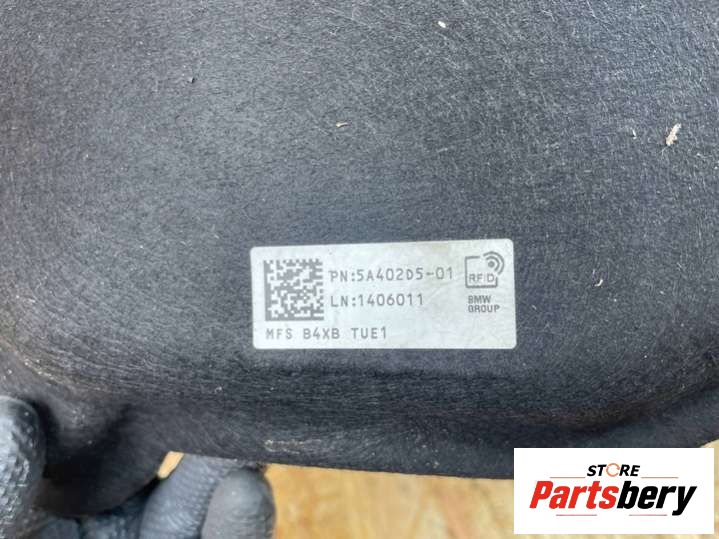 PN:5A402D5-01
LN:1406011
MFS B4XB TUE1
RFID
BMW
GROUP
STORE
Partsbery